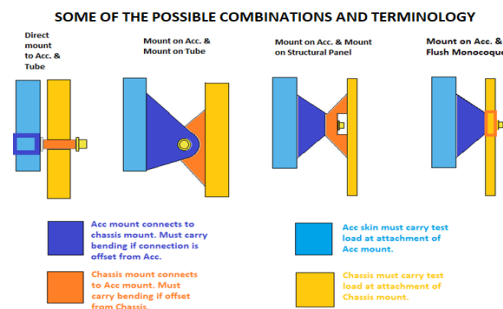 SOME OF THE POSSIBLE COMBINATIONS AND TERMINOLOGY
Direct
mount
to Acc. &
Tube
Mount on Acc. &
Mount on Tube
Mount on Acc. & Mount
on Structural Panel
Mount on Acc. &
Flush Monocoque
Acc mount connects to
chassis mount. Must carry
bending if connection is
offset from Acc.
Chassis mount connects
to Acc mount. Must
carry bending if offset
from Chassis.
Acc skin must carry test
load at attachment of
Acc mount.
Chassis must carry test
load at attachment of
Chassis mount.